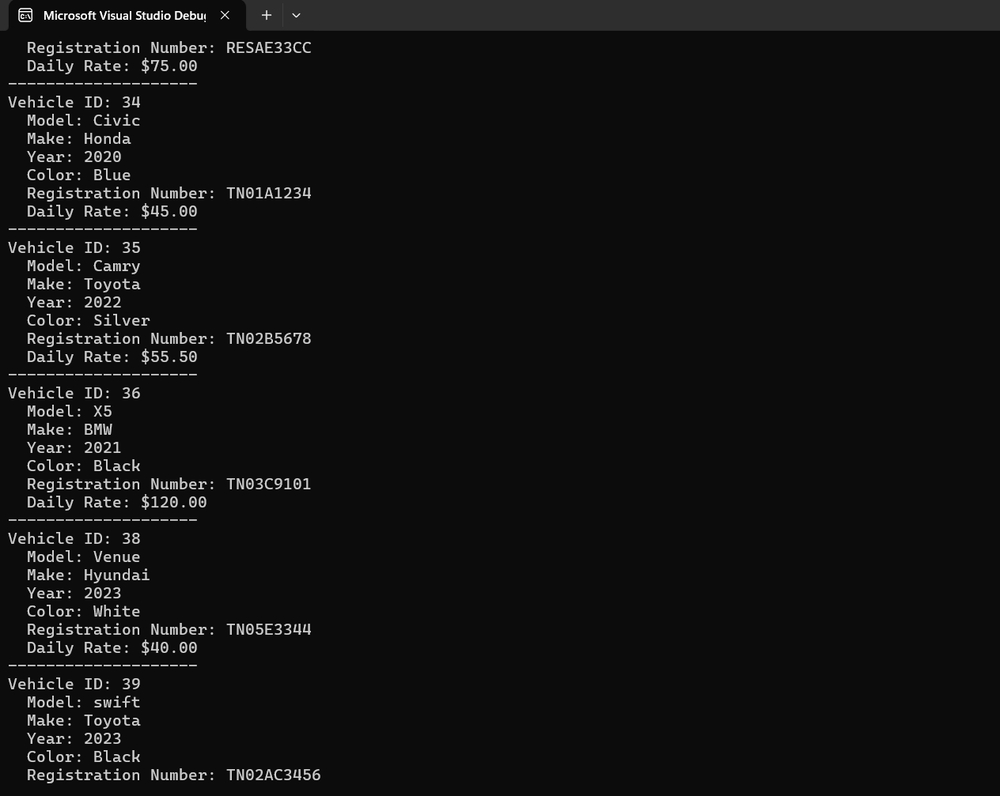 Microsoft Visual Studio Debug
Registration Number: RESAE33CC
Daily Rate: $75.00
--------------------
Vehicle ID: 34
Model: Civic
Make: Honda
Year: 2020
Color: Blue
Registration Number: TN01A1234
Daily Rate: $45.00
--------------------
Vehicle ID: 35
Model: Camry
Make: Toyota
Year: 2022
Color: Silver
Registration Number: TN02B5678
Daily Rate: $55.50
--------------------
Vehicle ID: 36
Model: X5
Make: BMW
Year: 2021
Color: Black
Registration Number: TN03C9101
Daily Rate: $120.00
--------------------
Vehicle ID: 38
Model: Venue
Make: Hyundai
Year: 2023
Color: White
Registration Number: TN05E3344
Daily Rate: $40.00
--------------------
Vehicle ID: 39
Model: swift
Make: Toyota
Year: 2023
Color: Black
Registration Number: TN02AC3456